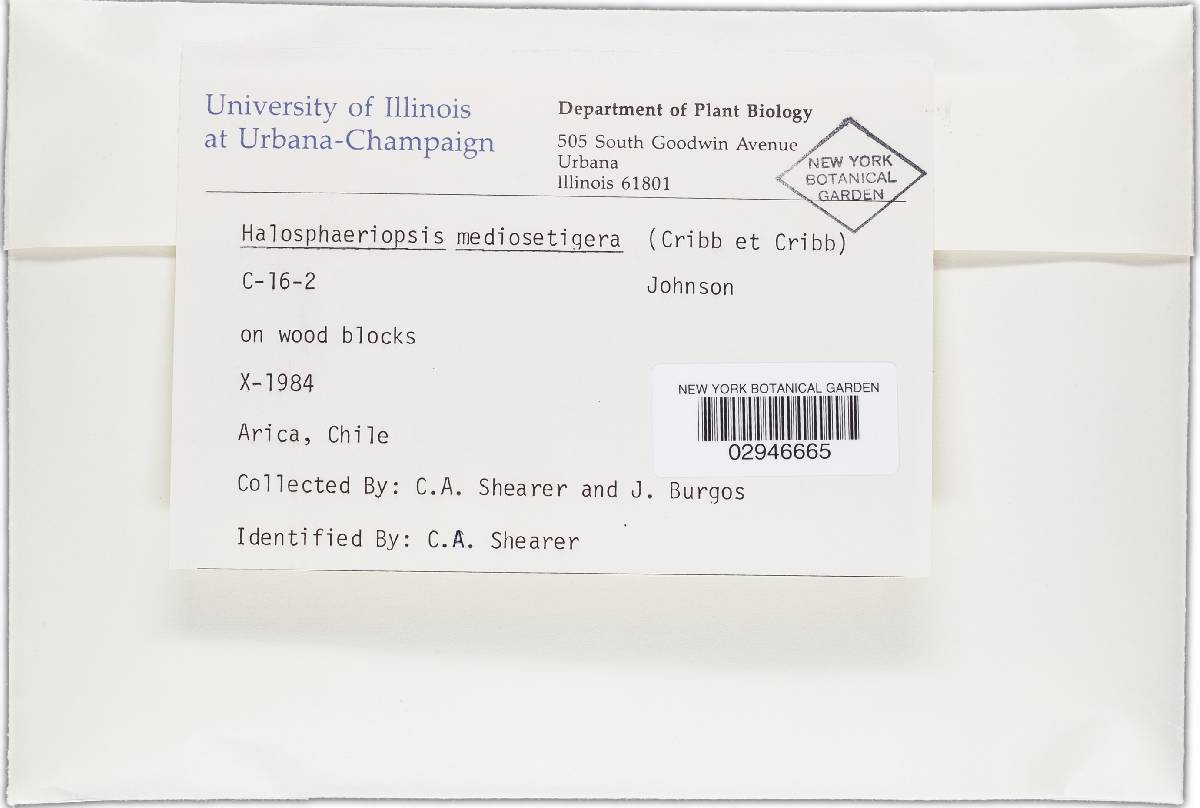 University of Illinois
at Urbana-Champaign
Department of Plant Biology
505 South Goodwin Avenue
Urbana
Illinois 61801
NEW YORK
BOTANICAL
GARDEN
Halosphaeriopsis mediosetigera (Cribb et Cribb)
C-16-2 Johnson
on wood blocks
X-1984
NEW YORK BOTANICAL GARDEN
02946665
Arica, Chile
Collected By: C.A. Shearer and J. Burgos
Identified By: C.A. Shearer